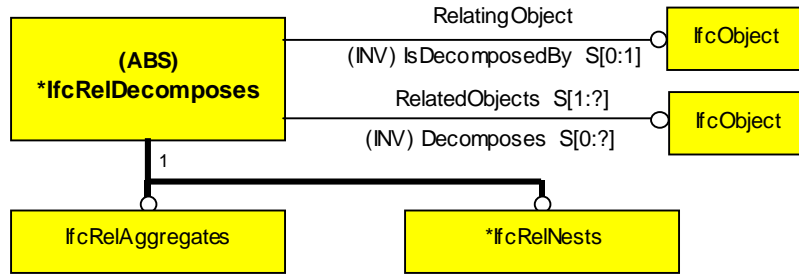 RelatingObject
IfcObject
(ABS)
*IfcRelDecomposes
(INV) IsDecomposedBy S[0:1]
RelatedObjects S[1:?]
IfcObject
(INV) Decomposes S[0:?]
1
IfcRelAggregates
*IfcRelNests